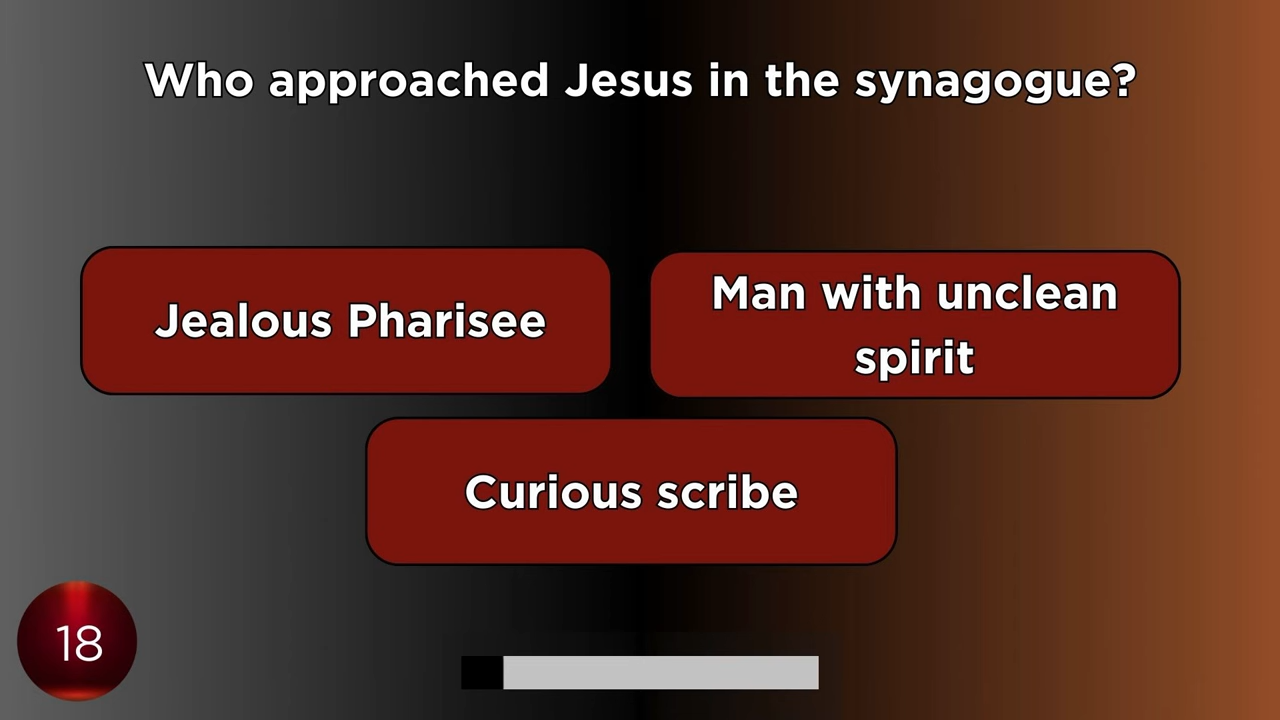 Who approached Jesus in the synagogue?
Jealous Pharisee
Man with unclean
spirit
Curious scribe
18